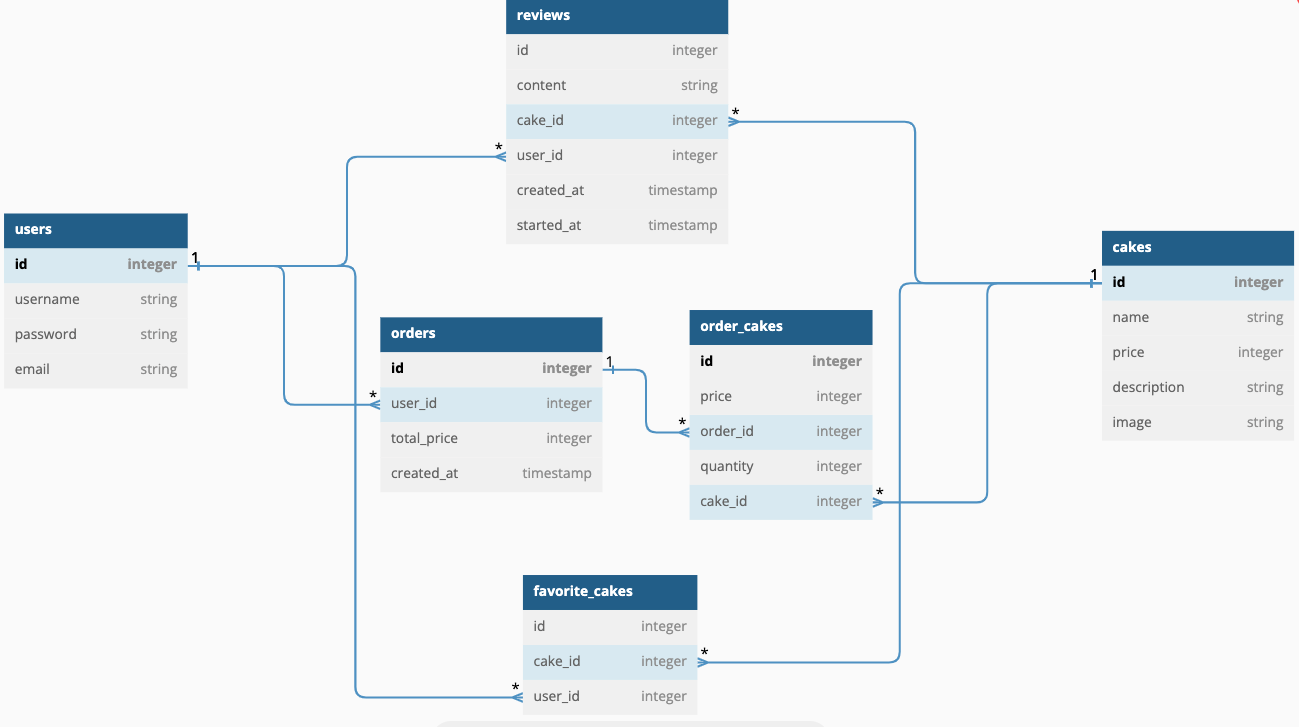 reviews
id integer
content string
cake_id integer
user_id integer
created_at timestamp
started_at timestamp
*
*
users
id integer
username string
password string
email string
1
cakes
id integer
name string
price integer
description string
image string
1
orders
id integer
user_id integer
total_price integer
created_at timestamp
1
*
order_cakes
id integer
price integer
order_id integer
quantity integer
cake_id integer
*
*
favorite_cakes
id integer
cake_id integer
user_id integer
*
*